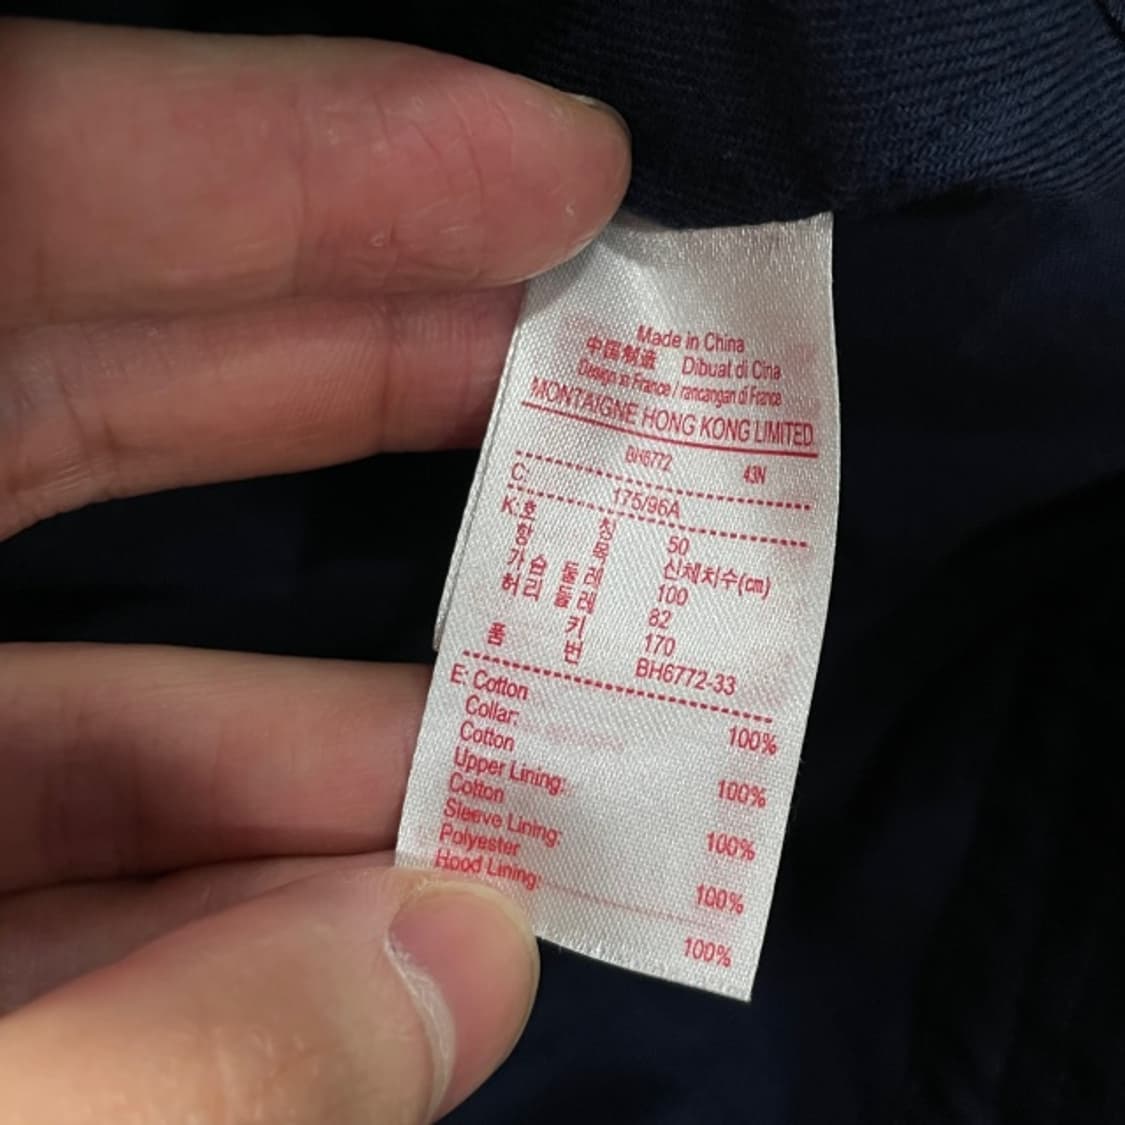 Made in China
中国制造 Dibuat di Cina
Design in France / rancangan di France
MONTAIGNE HONG KONG LIMITED
BH6772 43N
C: 175/96A
K:호 칭 50
항 목 신체치수(cm)
가 슴 둘 레 100
허 리 둘 레 82
키 170
품 번 BH6772-33
E: Cotton 100%
Collar:
Cotton 100%
Upper Lining:
Cotton 100%
Sleeve Lining:
Polyester 100%
Hood Lining:
100%